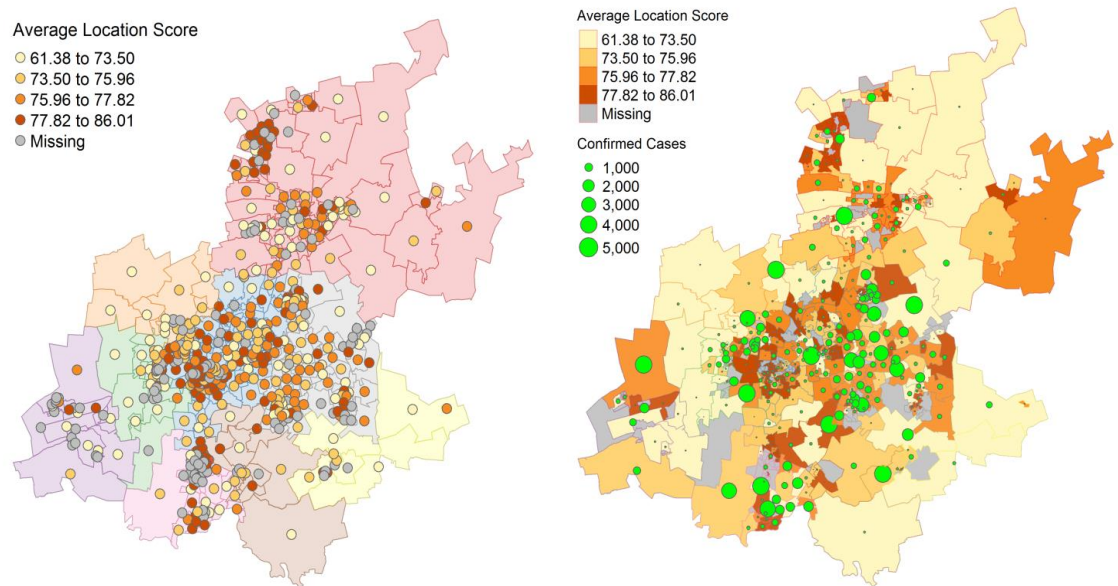 Average Location Score
61.38 to 73.50
73.50 to 75.96
75.96 to 77.82
77.82 to 86.01
Missing
Average Location Score
61.38 to 73.50
73.50 to 75.96
75.96 to 77.82
77.82 to 86.01
Missing
Confirmed Cases
1,000
2,000
3,000
4,000
5,000